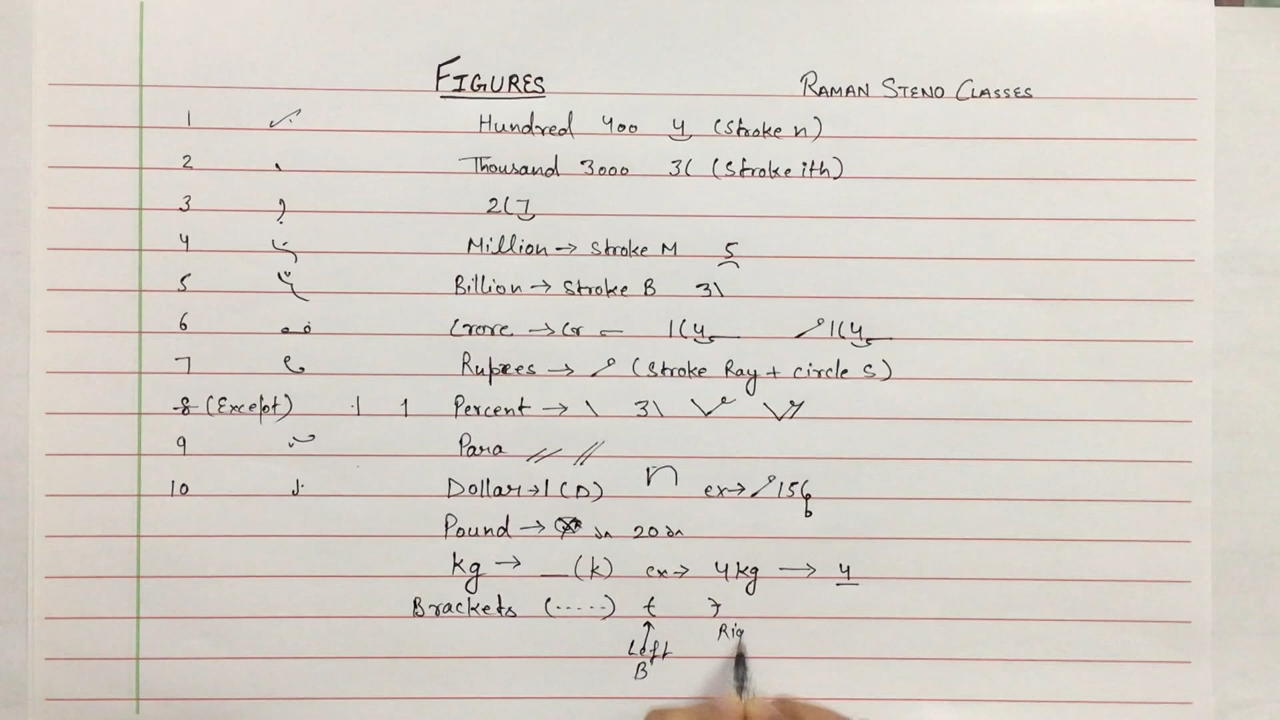 FIGURES RAMAN STENO CLASSES
1 Hundred 400 4 (Stroke n)
2 Thousand 3000 3( (Stroke ith)
3 2(7
4 Million → Stroke M 5
5 Billion → Stroke B 3\
6 Crore → Cr — 1(4 1(4
7 Rupees → (Stroke Ray + circle S)
8 (Except) Percent → \ 3\
9 Para // //
10 Dollar → | (D) ex → 156
Pound → 20
Kg → _ (K) ex → 4kg → 4
Brackets (.....)
Left Rig
B